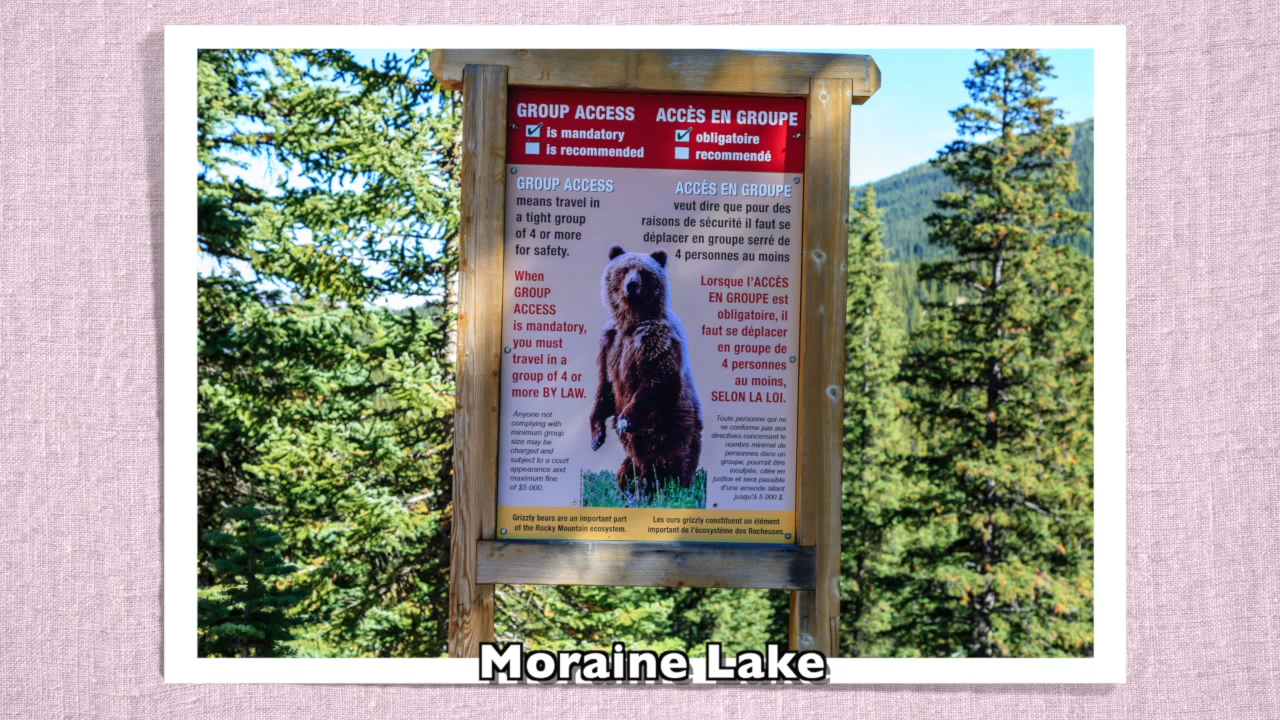 GROUP ACCESS
is mandatory
is recommended
ACCÈS EN GROUPE
obligatoire
recommendé
GROUP ACCESS
means travel in
a tight group
of 4 or more
for safety.
When
GROUP
ACCESS
is mandatory,
you must
travel in a
group of 4 or
more BY LAW.
Anyone not
complying with
minimum group
size may be
charged and
subject to a court
appearance and
maximum fine
of $5 000.
ACCÈS EN GROUPE
veut dire que pour des
raisons de sécurité il faut se
déplacer en groupe serré de
4 personnes au moins
Lorsque l'ACCÈS
EN GROUPE est
obligatoire, il
faut se déplacer
en groupe de
4 personnes
au moins,
SELON LA LOI.
Toute personne qui ne
se conforme pas aux
directives concernant le
nombre minimal de
personnes dans un
groupe, pourrait être
inculpée, citée en
justice et sera passible
d'une amende allant
jusqu'à 5 000 $.
Grizzly bears are an important part
of the Rocky Mountain ecosystem.
Les ours grizzly constituent un élément
important de l'écosystème des Rocheuses.
Moraine Lake